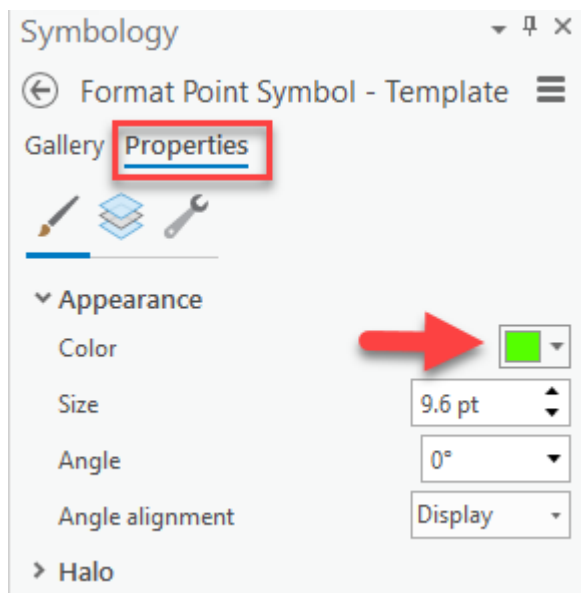 Symbology
Format Point Symbol - Template
Gallery Properties
Appearance
Color
Size 9.6 pt
Angle 0°
Angle alignment Display
Halo